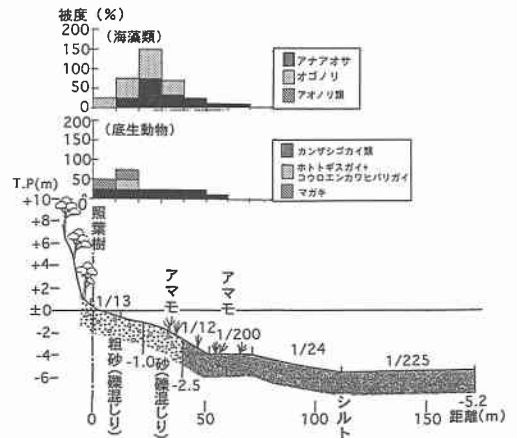 被度 (%)
200
(海藻類)
150
100
50
0
アナアオサ
オゴノリ
アオノリ類
200
(底生動物)
150
100
50
0
カンザシゴカイ類
ホトトギスガイ+
コウロエンカワヒバリガイ
マガキ
T.P(m)
+10
+8
+6
+4
+2
±0
-2
-4
-6
照葉樹
アマモ
アマモ
1/13
1/12
1/200
1/24
1/225
-1.0
-2.5
-5.2
粗砂(礫混じり)
砂(礫混じり)
シルト
0
50
100
150
距離(m)